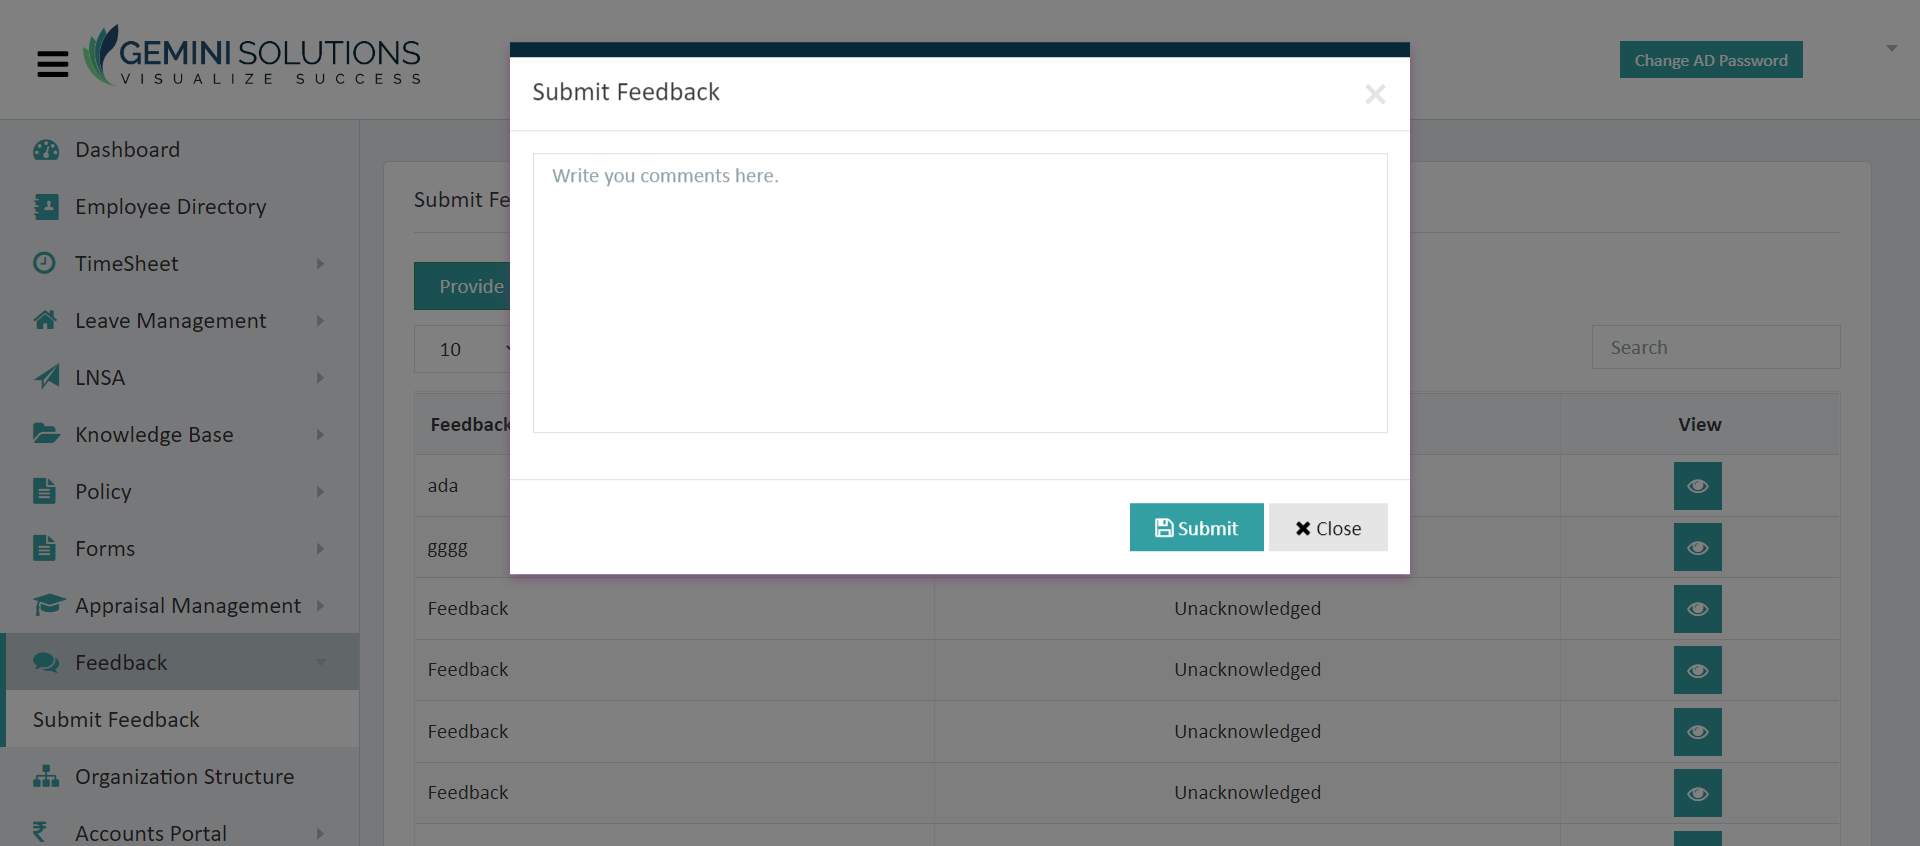 GEMINI SOLUTIONS
VISUALIZE SUCCESS
Change AD Password
Dashboard
Employee Directory
TimeSheet
Leave Management
LNSA
Knowledge Base
Policy
Forms
Appraisal Management
Feedback
Submit Feedback
Organization Structure
Accounts Portal
Submit Fe
Provide
10
Search
Feedback
View
ada
gggg
Feedback Unacknowledged
Feedback Unacknowledged
Feedback Unacknowledged
Feedback Unacknowledged
Submit Feedback
Write you comments here.
Submit
Close